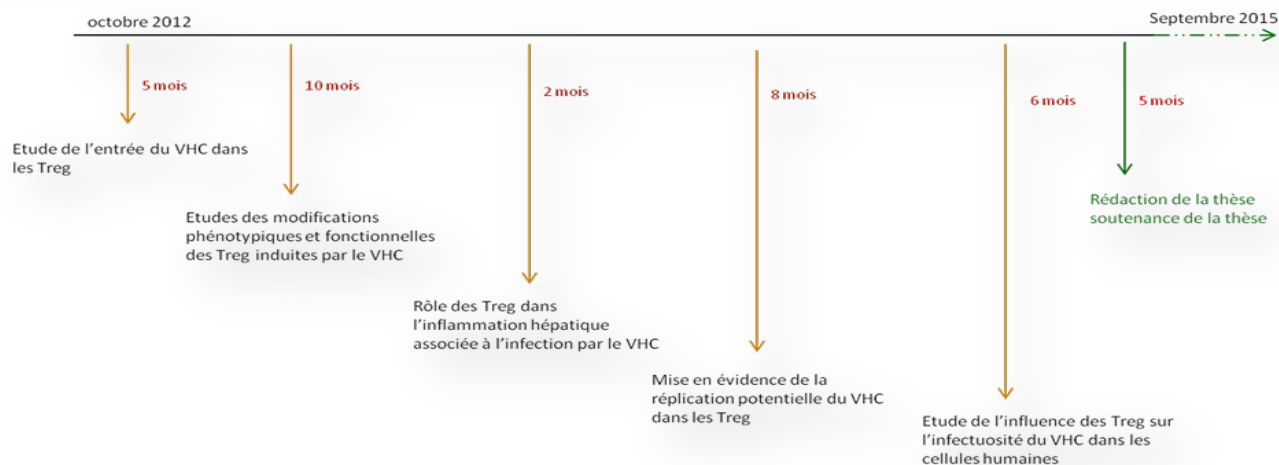 octobre 2012
Septembre 2015
5 mois
10 mois
2 mois
8 mois
6 mois
5 mois
Etude de l'entrée du VHC dans
les Treg
Etudes des modifications
phénotypiques et fonctionnelles
des Treg induites par le VHC
Rôle des Treg dans
l'inflammation hépatique
associée à l'infection par le VHC
Mise en évidence de la
réplication potentielle du VHC
dans les Treg
Etude de l'influence des Treg sur
l'infectuosité du VHC dans les
cellules humaines
Rédaction de la thèse
soutenance de la thèse